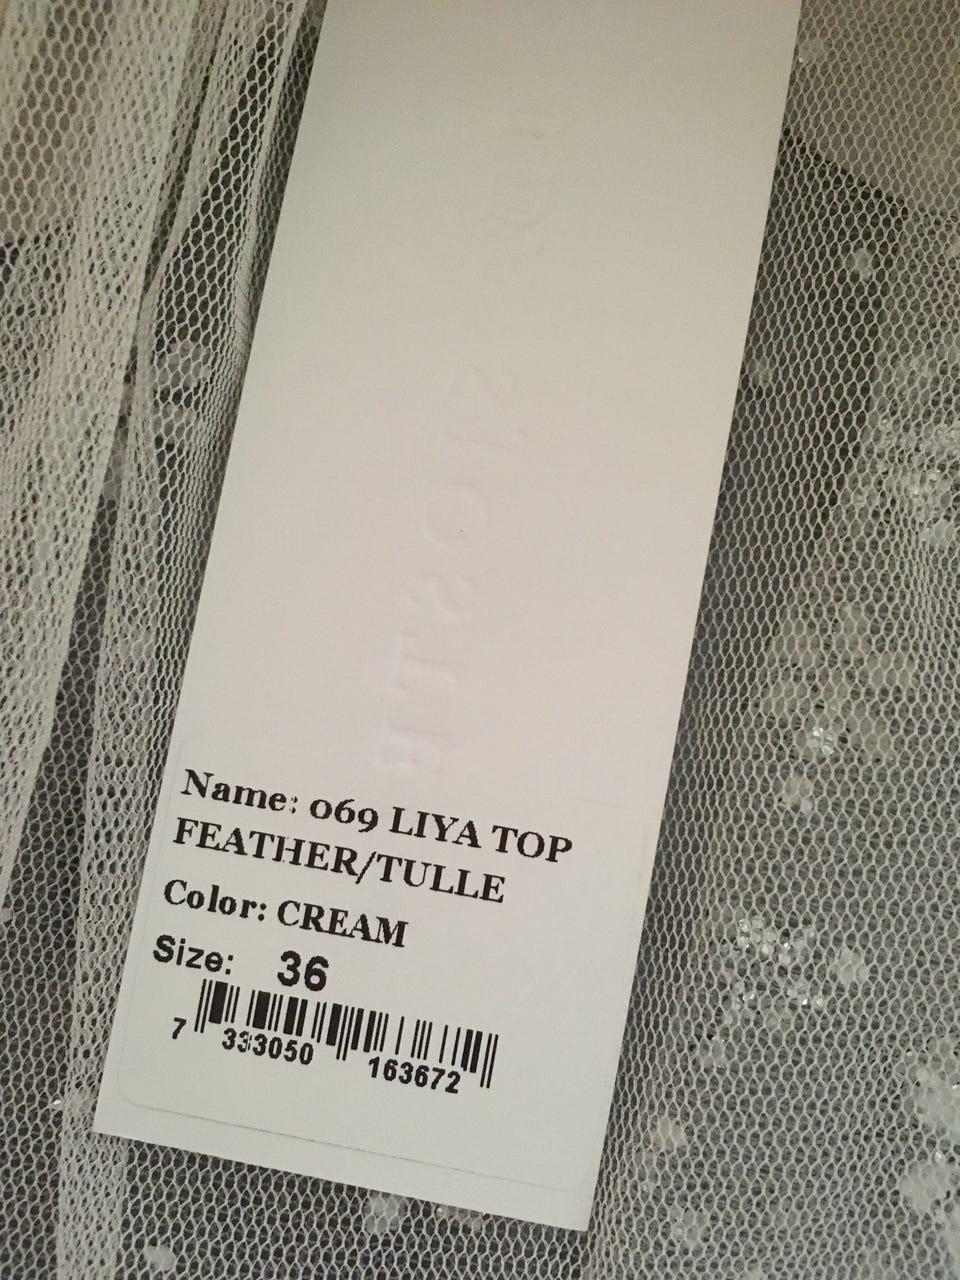 Name: 069 LIYA TOP
FEATHER/TULLE
Color: CREAM
Size: 36
7 333050 163672